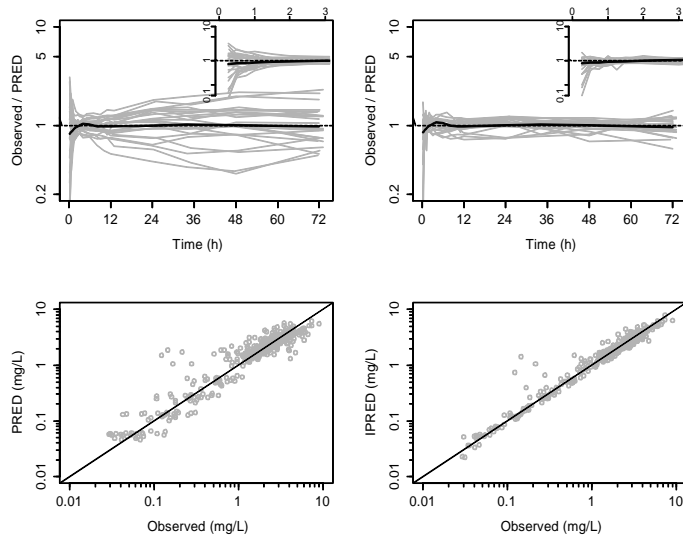 0 1 2 3
0 1 2 3
10
5
1
0.2
Observed / PRED
0.1 1 10
0 12 24 36 48 60 72
Time (h)
10
5
1
0.2
Observed / PRED
0.1 1 10
0 12 24 36 48 60 72
Time (h)
10
1
0.1
0.01
PRED (mg/L)
0.01 0.1 1 10
Observed (mg/L)
10
1
0.1
0.01
IPRED (mg/L)
0.01 0.1 1 10
Observed (mg/L)